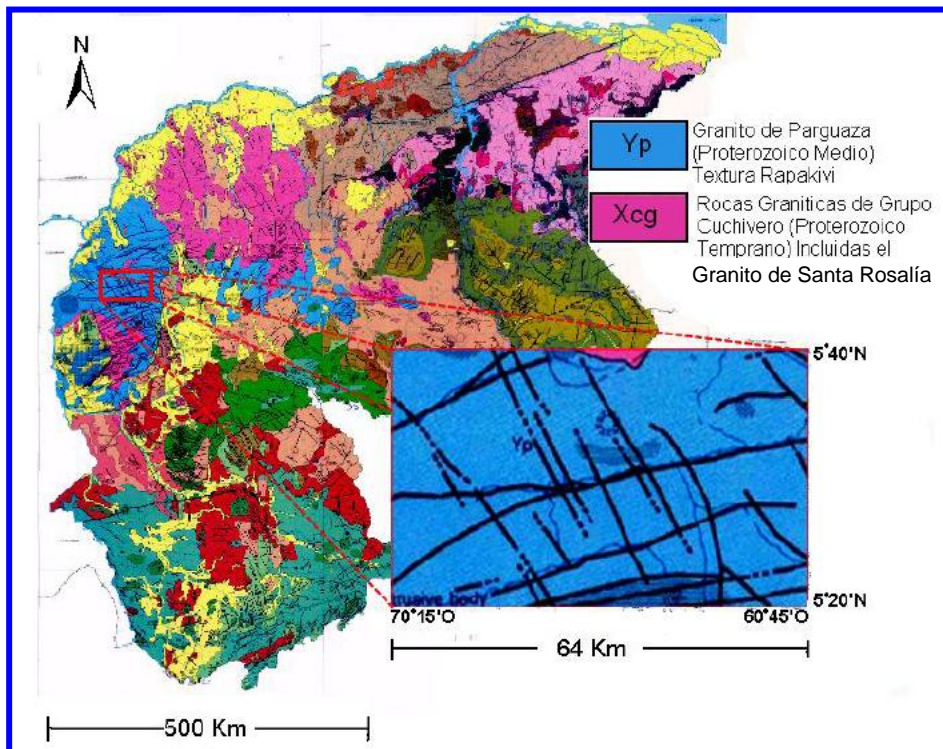 N
Yp
Granito de Parguaza
(Proterozoico Medio)
Textura Rapakivi
Xcg
Rocas Graniticas de Grupo
Cuchivero (Proterozoico
Temprano) Incluidas el
Granito de Santa Rosalía
5°40'N
Yp
body
5°20'N
70°15'O
60°45'O
64 Km
500 Km